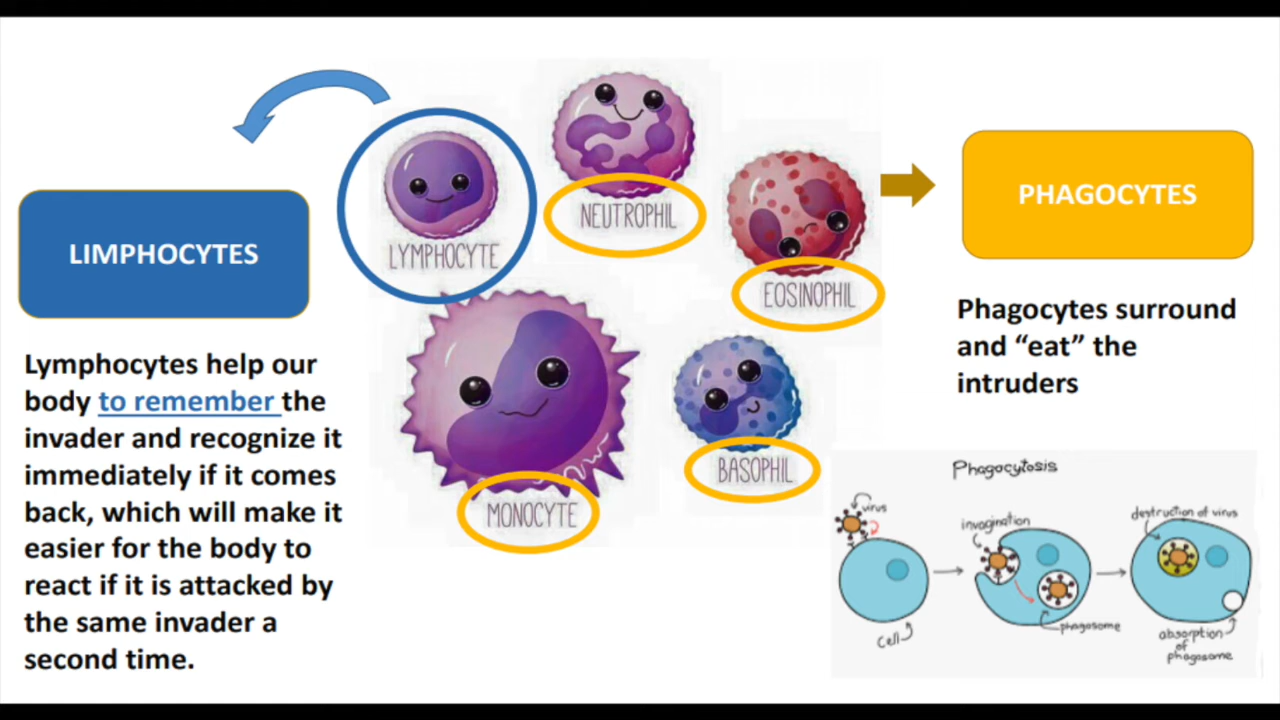 LIMPHOCYTES
Lymphocytes help our
body to remember the
invader and recognize it
immediately if it comes
back, which will make it
easier for the body to
react if it is attacked by
the same invader a
second time.
LYMPHOCYTE
NEUTROPHIL
EOSINOPHIL
MONOCYTE
BASOPHIL
PHAGOCYTES
Phagocytes surround
and “eat” the
intruders
Phagocytosis
virus
cell
invagination
phagosome
destruction of virus
absorption
of
phagosome